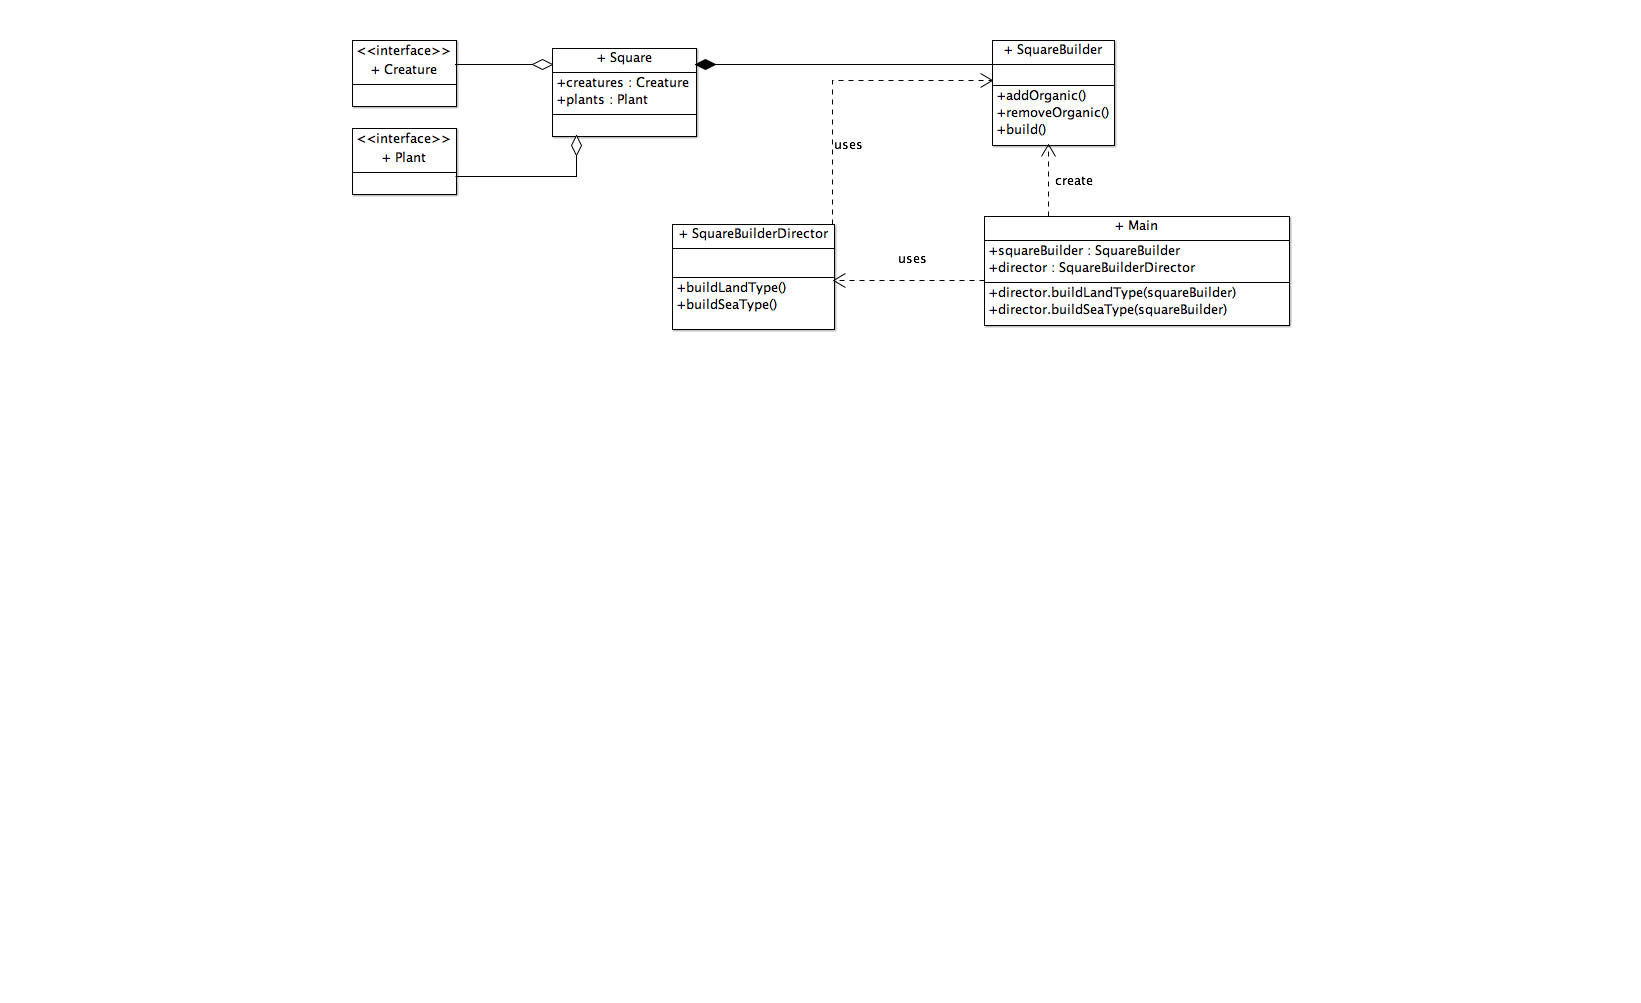 <<interface>>
+ Creature
<<interface>>
+ Plant
+ Square
+creatures : Creature
+plants : Plant
+ SquareBuilder
+addOrganic()
+removeOrganic()
+build()
uses
create
+ SquareBuilderDirector
+buildLandType()
+buildSeaType()
uses
+ Main
+squareBuilder : SquareBuilder
+director : SquareBuilderDirector
+director.buildLandType(squareBuilder)
+director.buildSeaType(squareBuilder)